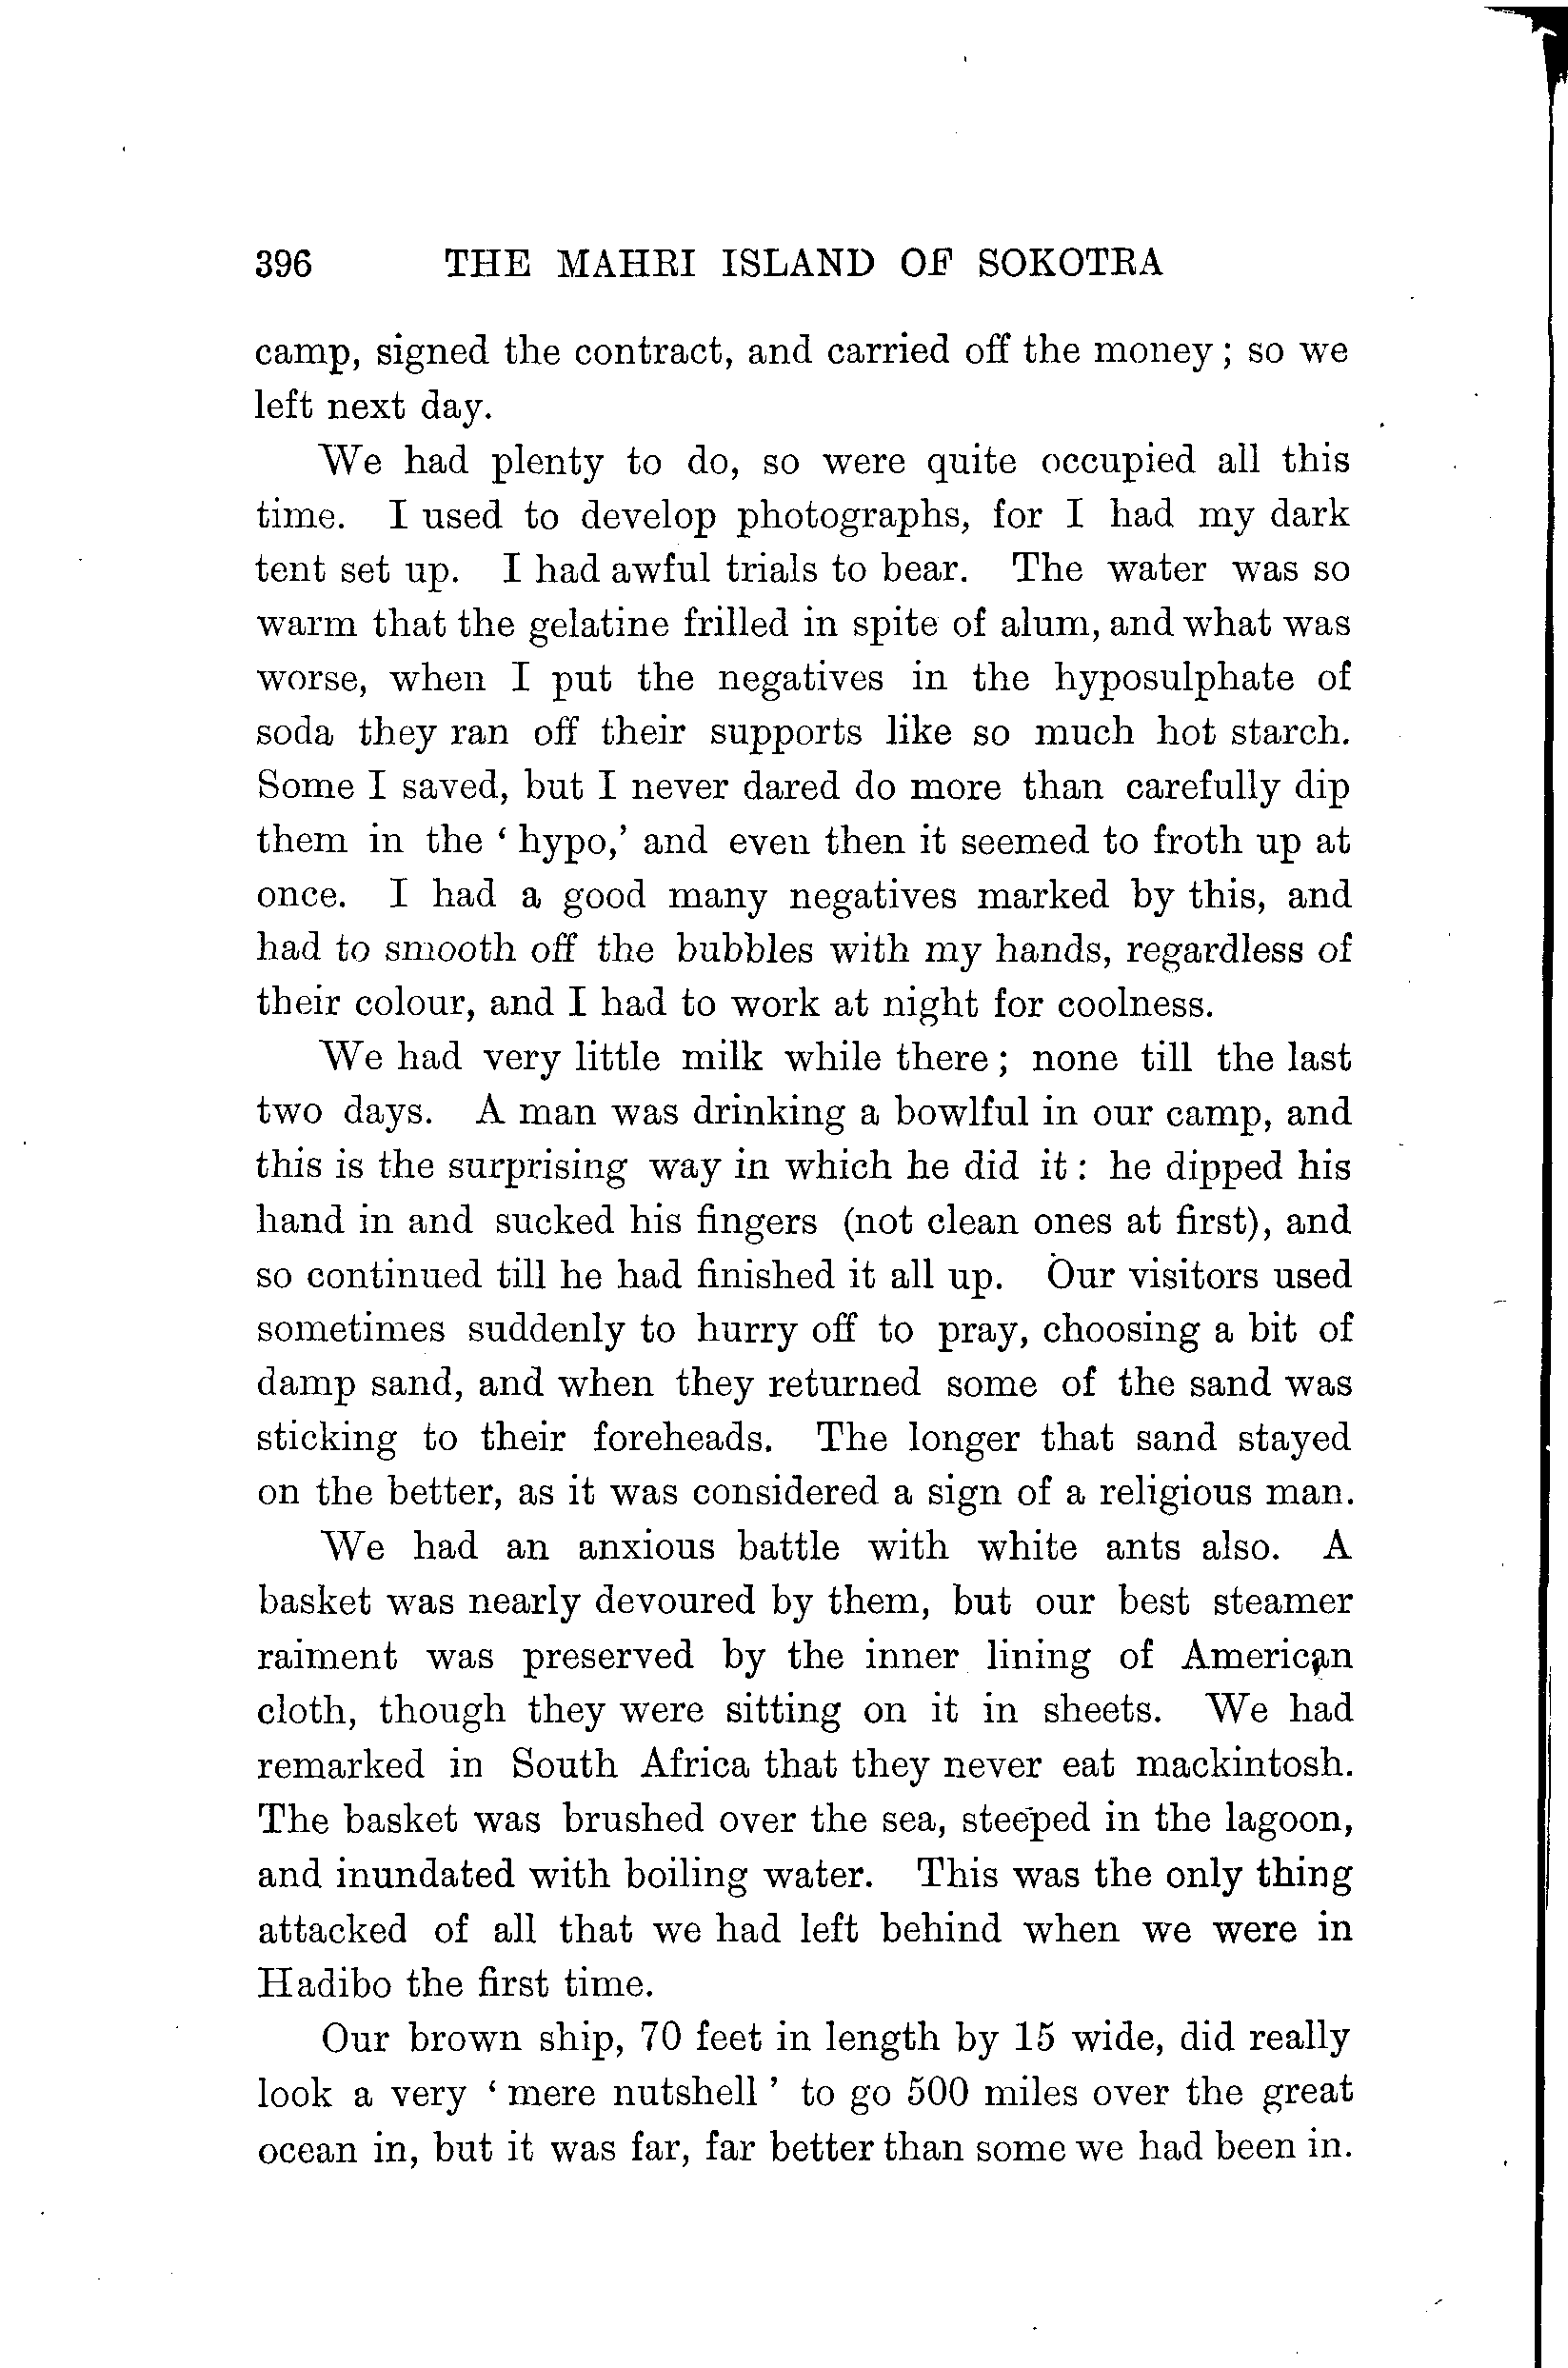 396 THE MAHRI ISLAND OF SOKOTRA
camp, signed the contract, and carried off the money; so we
left next day.
We had plenty to do, so were quite occupied all this
time. I used to develop photographs, for I had my dark
tent set up. I had awful trials to bear. The water was so
warm that the gelatine frilled in spite of alum, and what was
worse, when I put the negatives in the hyposulphate of
soda they ran off their supports like so much hot starch.
Some I saved, but I never dared do more than carefully dip
them in the ‘hypo,’ and even then it seemed to froth up at
once. I had a good many negatives marked by this, and
had to smooth off the bubbles with my hands, regardless of
their colour, and I had to work at night for coolness.
We had very little milk while there; none till the last
two days. A man was drinking a bowlful in our camp, and
this is the surprising way in which he did it: he dipped his
hand in and sucked his fingers (not clean ones at first), and
so continued till he had finished it all up. Our visitors used
sometimes suddenly to hurry off to pray, choosing a bit of
damp sand, and when they returned some of the sand was
sticking to their foreheads. The longer that sand stayed
on the better, as it was considered a sign of a religious man.
We had an anxious battle with white ants also. A
basket was nearly devoured by them, but our best steamer
raiment was preserved by the inner lining of American
cloth, though they were sitting on it in sheets. We had
remarked in South Africa that they never eat mackintosh.
The basket was brushed over the sea, steeped in the lagoon,
and inundated with boiling water. This was the only thing
attacked of all that we had left behind when we were in
Hadibo the first time.
Our brown ship, 70 feet in length by 15 wide, did really
look a very ‘mere nutshell’ to go 500 miles over the great
ocean in, but it was far, far better than some we had been in.